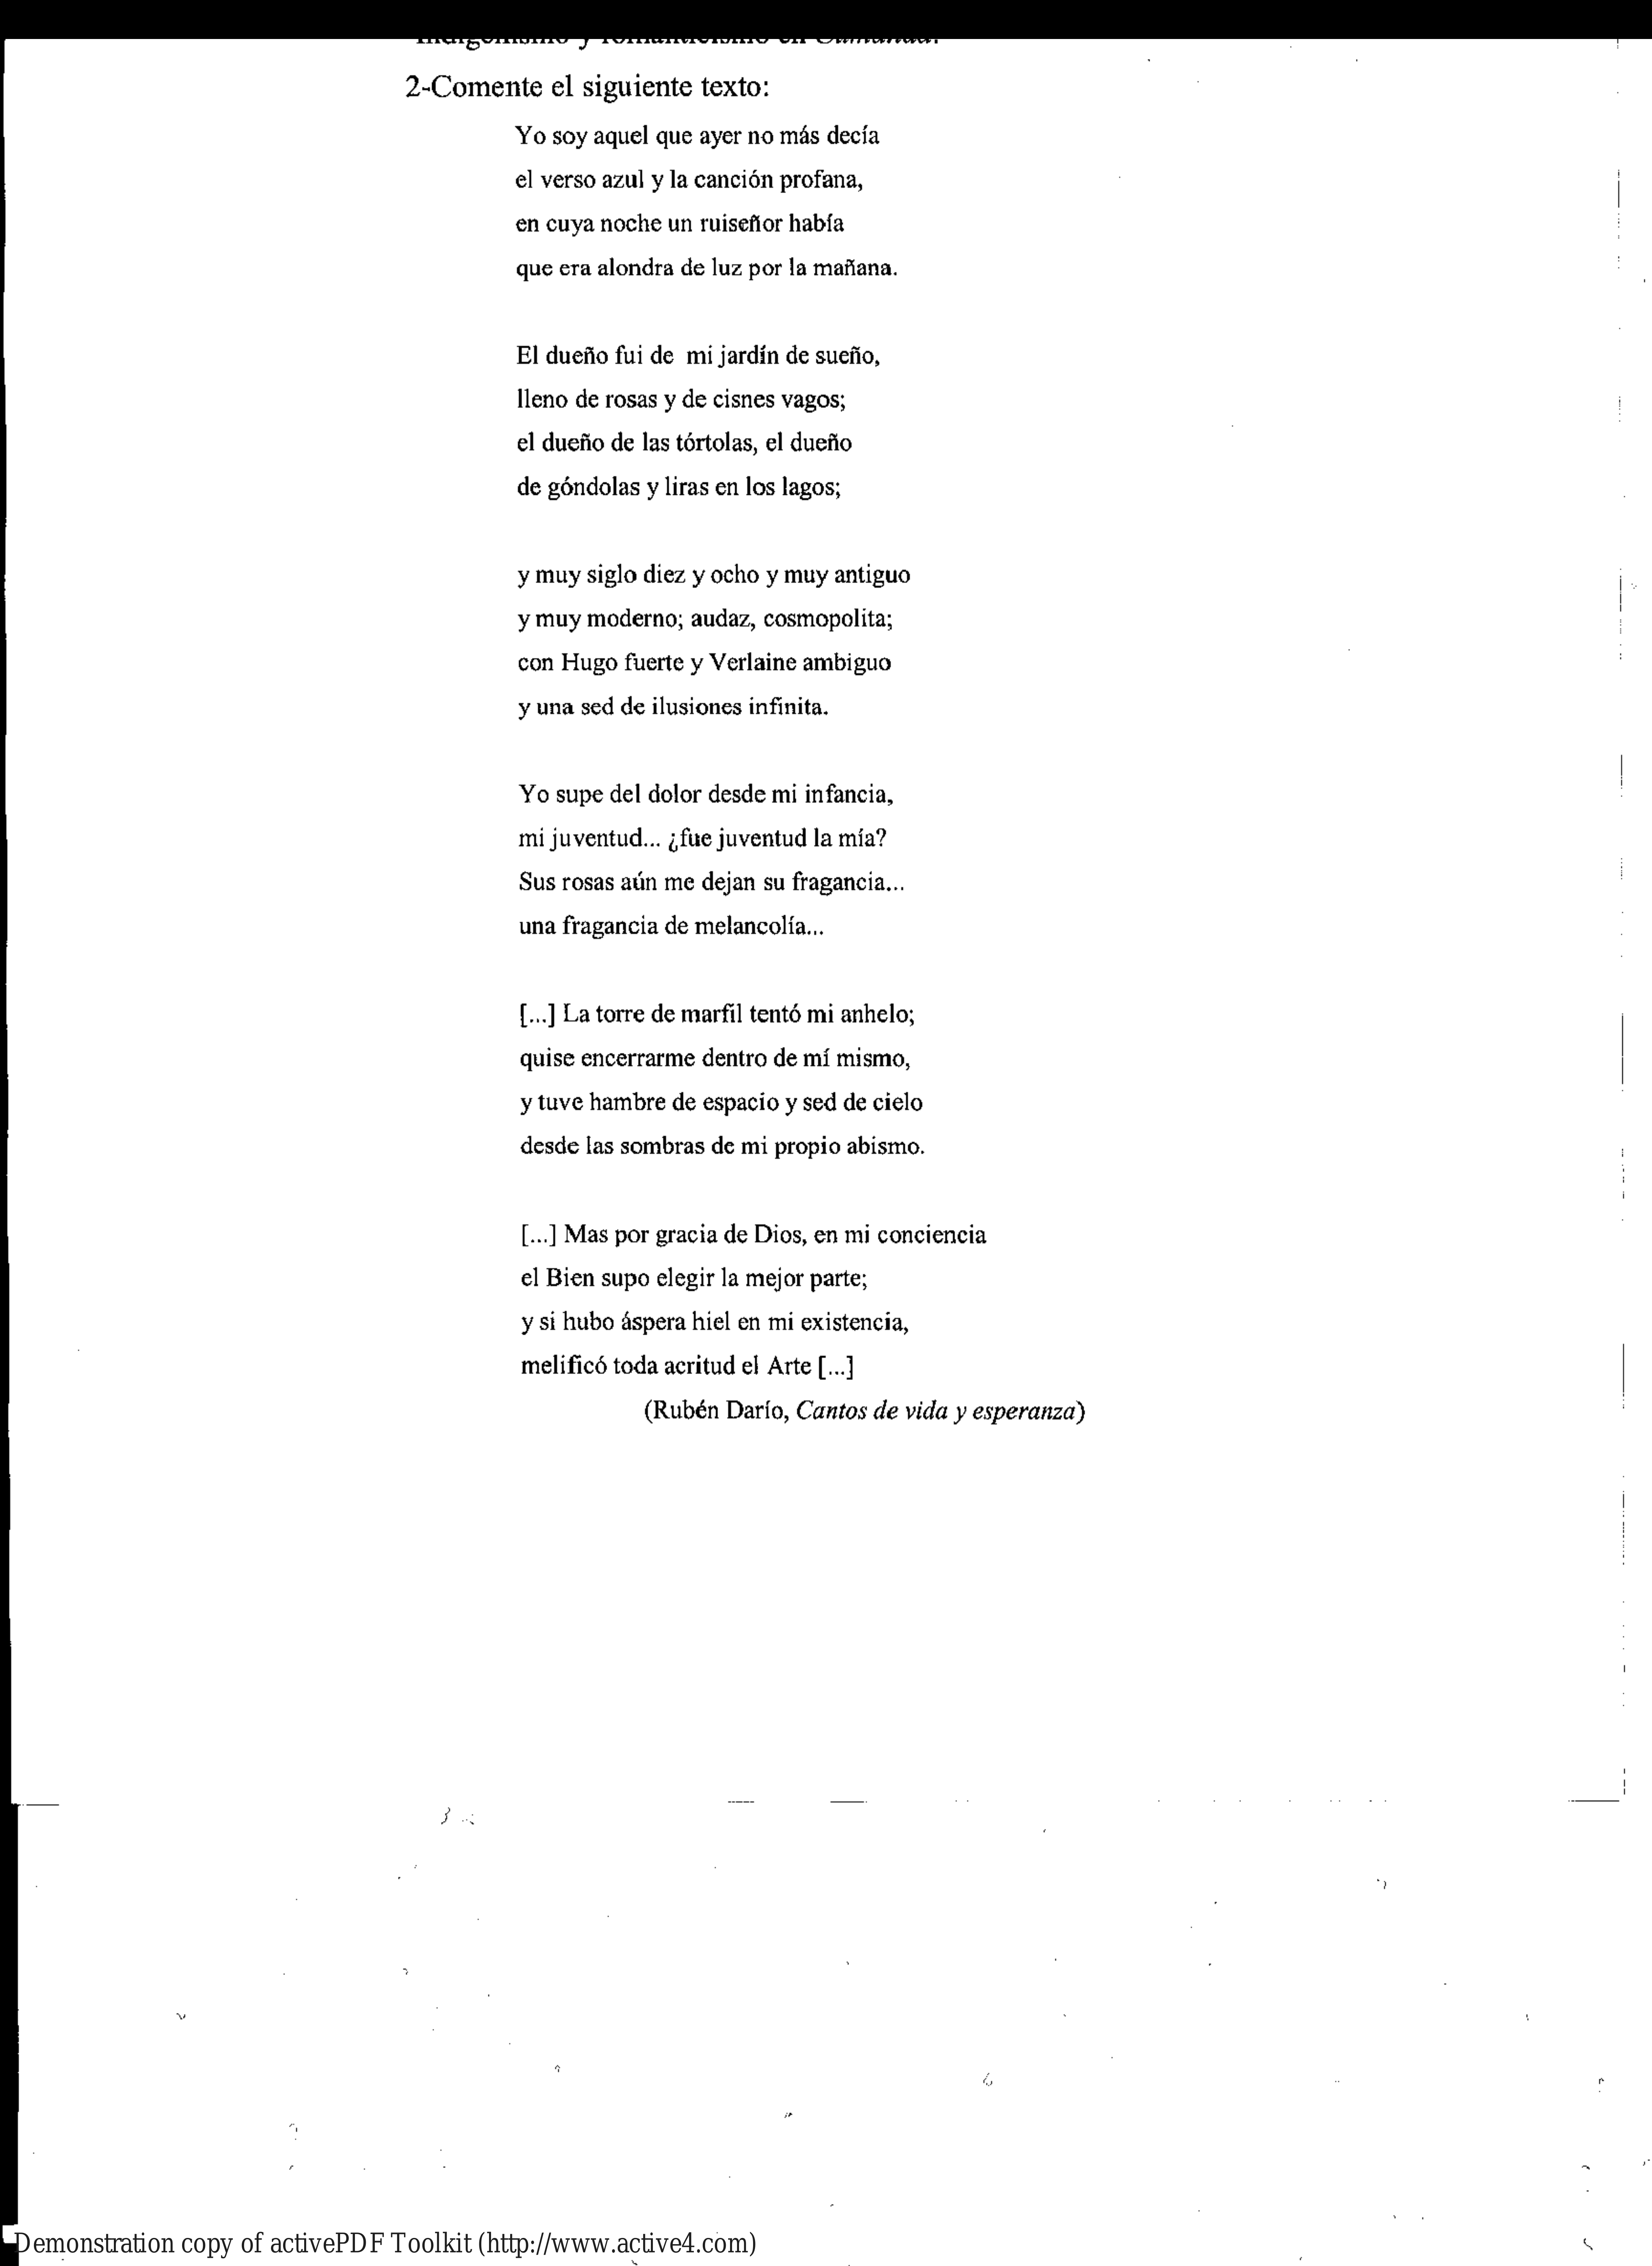 2-Comente el siguiente texto:
Yo soy aquel que ayer no más decía
el verso azul y la canción profana,
en cuya noche un ruiseñor había
que era alondra de luz por la mañana.
El dueño fui de mi jardín de sueño,
lleno de rosas y de cisnes vagos;
el dueño de las tórtolas, el dueño
de góndolas y liras en los lagos;
y muy siglo diez y ocho y muy antiguo
y muy moderno; audaz, cosmopolita;
con Hugo fuerte y Verlaine ambiguo
y una sed de ilusiones infinita.
Yo supe del dolor desde mi infancia,
mi juventud... ¿fue juventud la mía?
Sus rosas aún me dejan su fragancia...
una fragancia de melancolía...
[...] La torre de marfil tentó mi anhelo;
quise encerrarme dentro de mí mismo,
y tuve hambre de espacio y sed de cielo
desde las sombras de mi propio abismo.
[...] Mas por gracia de Dios, en mi conciencia
el Bien supo elegir la mejor parte;
y si hubo áspera hiel en mi existencia,
melificó toda acritud el Arte [...]
(Rubén Darío, Cantos de vida y esperanza)
Demonstration copy of activePDF Toolkit (http://www.active4.com)